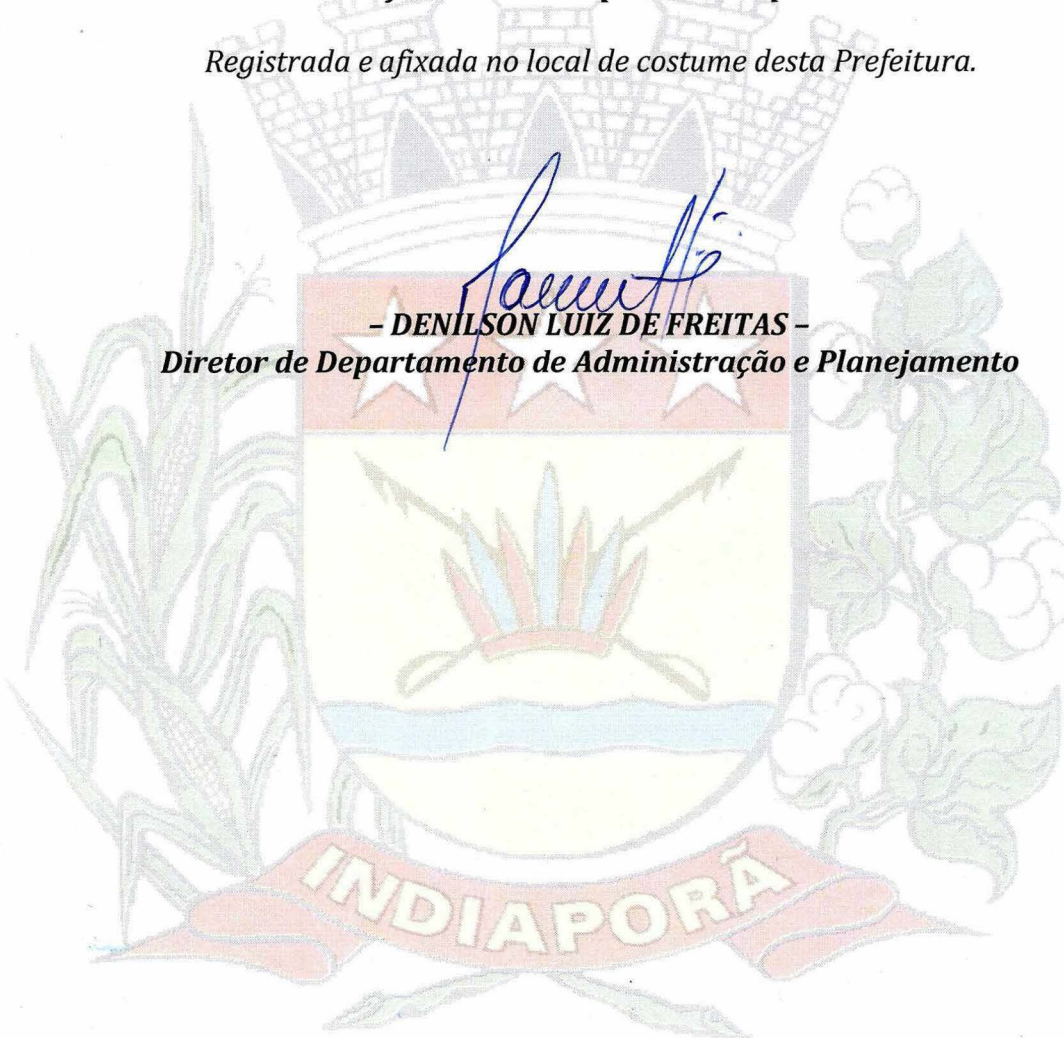 Registrada e afixada no local de costume desta Prefeitura.
– DENILSON LUIZ DE FREITAS –
Diretor de Departamento de Administração e Planejamento
INDIAPORÃ